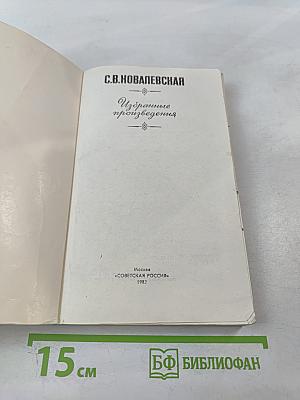 С.В.КОВАЛЕВСКАЯ
Избранные
произведения
Москва
«СОВЕТСКАЯ РОССИЯ»
1982
15 см
БФ БИБЛИОФАН